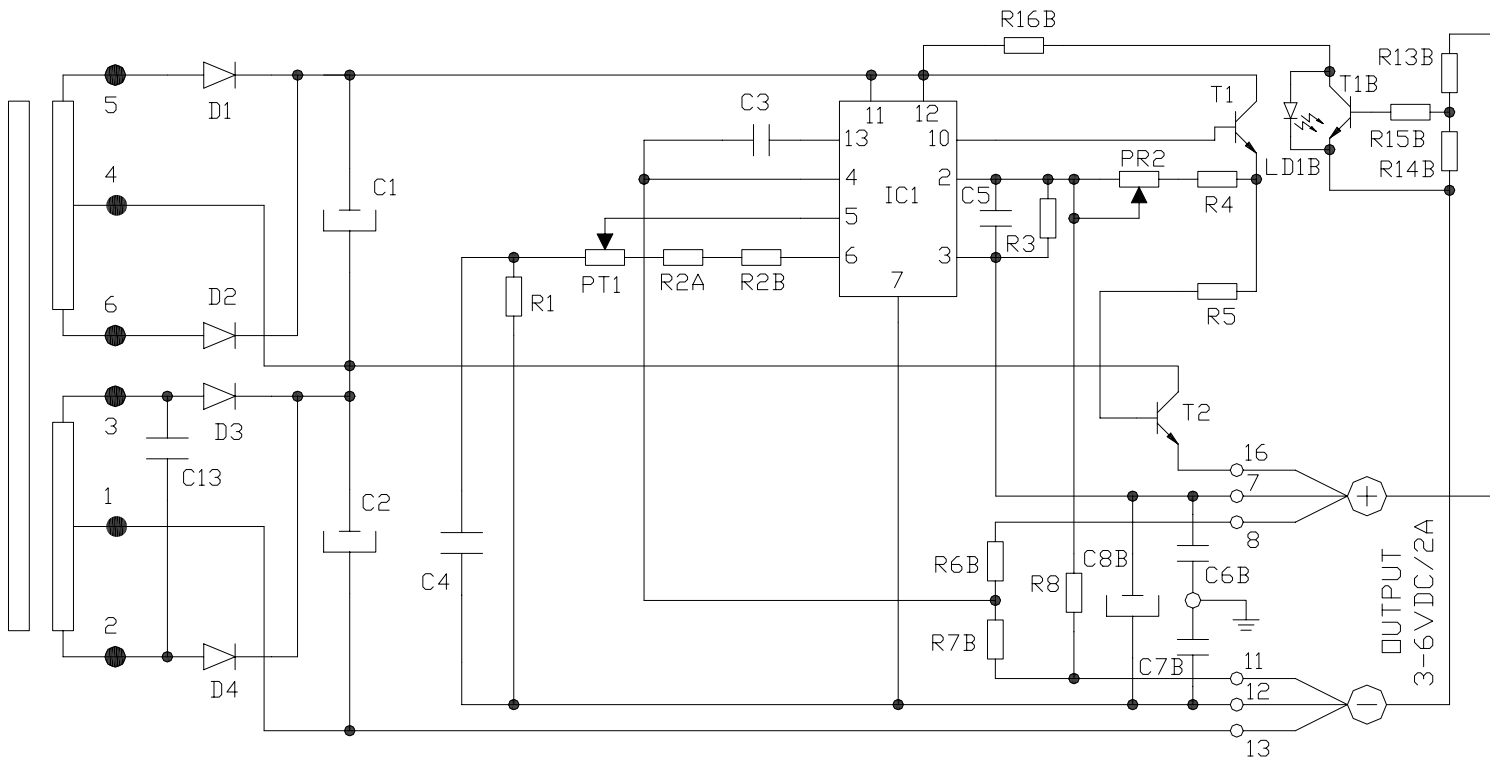 R16B
R13B
T1B
D1
5
C3
11
12
T1
13
10
R15B
LD1B
R14B
4
C1
4
2
C5
PR2
IC1
R4
5
R3
6
3
6
D2
R1
PT1
R2A
R2B
7
R5
3
D3
T2
C13
16
1
C2
7
8
C4
R6B
C8B
R8
C6B
2
R7B
C7B
11
D4
12
13
OUTPUT
3-6VDC/2A
+
-